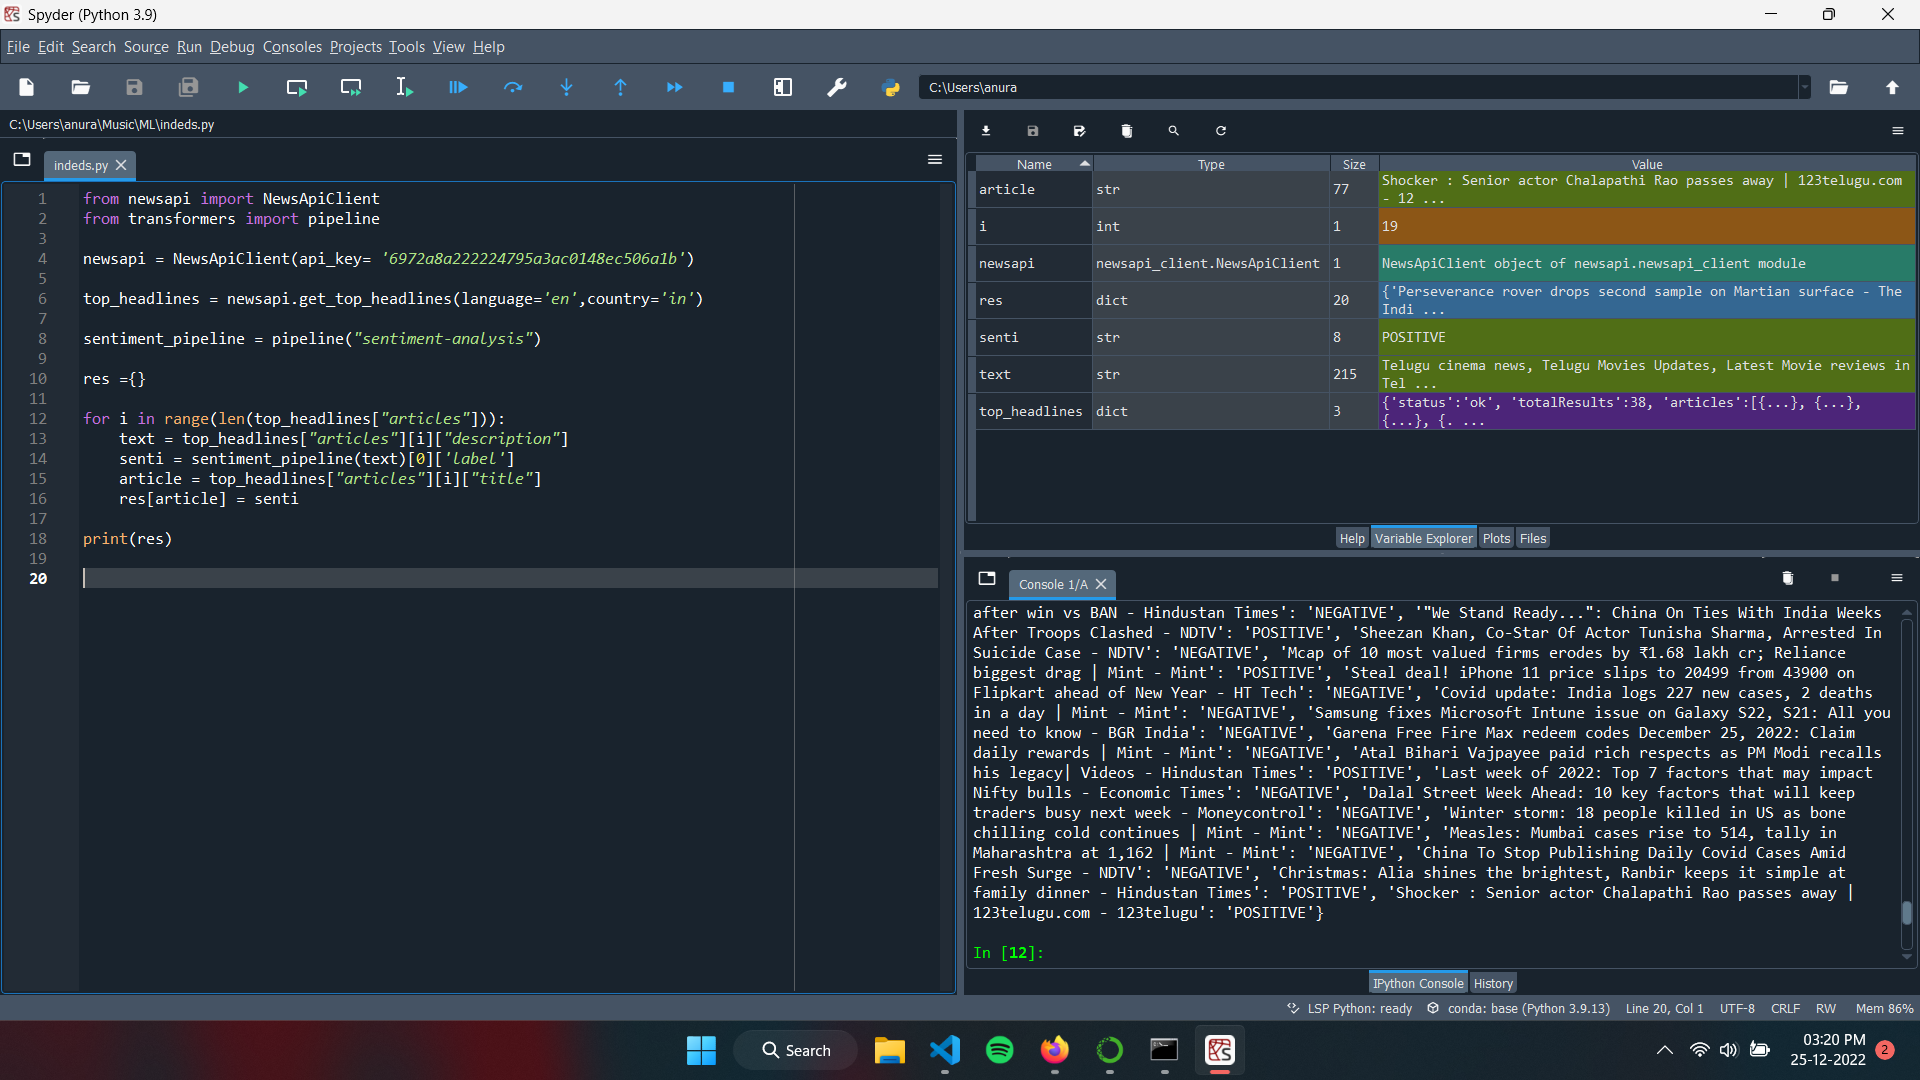 Spyder (Python 3.9)
File Edit Search Source Run Debug Consoles Projects Tools View Help
C:\Users\anura
C:\Users\anura\Music\ML\indeds.py
indeds.py
1 from newsapi import NewsApiClient
2 from transformers import pipeline
3
4 newsapi = NewsApiClient(api_key= '6972a8a222224795a3ac0148ec506a1b')
5
6 top_headlines = newsapi.get_top_headlines(language='en',country='in')
7
8 sentiment_pipeline = pipeline("sentiment-analysis")
9
10 res ={}
11
12 for i in range(len(top_headlines["articles"])):
13 text = top_headlines["articles"][i]["description"]
14 senti = sentiment_pipeline(text)[0]['label']
15 article = top_headlines["articles"][i]["title"]
16 res[article] = senti
17
18 print(res)
19
20
Name Type Size Value
article str 77 Shocker : Senior actor Chalapathi Rao passes away | 123telugu.com
- 12 ...
i int 1 19
newsapi newsapi_client.NewsApiClient 1 NewsApiClient object of newsapi.newsapi_client module
res dict 20 {'Perseverance rover drops second sample on Martian surface - The
Indi ...
senti str 8 POSITIVE
text str 215 Telugu cinema news, Telugu Movies Updates, Latest Movie reviews in
Tel ...
top_headlines dict 3 {'status':'ok', 'totalResults':38, 'articles':[{...}, {...},
{...}, {. ...
Help Variable Explorer Plots Files
Console 1/A
after win vs BAN - Hindustan Times': 'NEGATIVE', '"We Stand Ready...": China On Ties With India Weeks
After Troops Clashed - NDTV': 'POSITIVE', 'Sheezan Khan, Co-Star Of Actor Tunisha Sharma, Arrested In
Suicide Case - NDTV': 'NEGATIVE', 'Mcap of 10 most valued firms erodes by ₹1.68 lakh cr; Reliance
biggest drag | Mint - Mint': 'POSITIVE', 'Steal deal! iPhone 11 price slips to 20499 from 43900 on
Flipkart ahead of New Year - HT Tech': 'NEGATIVE', 'Covid update: India logs 227 new cases, 2 deaths
in a day | Mint - Mint': 'NEGATIVE', 'Samsung fixes Microsoft Intune issue on Galaxy S22, S21: All you
need to know - BGR India': 'NEGATIVE', 'Garena Free Fire Max redeem codes December 25, 2022: Claim
daily rewards | Mint - Mint': 'NEGATIVE', 'Atal Bihari Vajpayee paid rich respects as PM Modi recalls
his legacy| Videos - Hindustan Times': 'POSITIVE', 'Last week of 2022: Top 7 factors that may impact
Nifty bulls - Economic Times': 'NEGATIVE', 'Dalal Street Week Ahead: 10 key factors that will keep
traders busy next week - Moneycontrol': 'NEGATIVE', 'Winter storm: 18 people killed in US as bone
chilling cold continues | Mint - Mint': 'NEGATIVE', 'Measles: Mumbai cases rise to 514, tally in
Maharashtra at 1,162 | Mint - Mint': 'NEGATIVE', 'China To Stop Publishing Daily Covid Cases Amid
Fresh Surge - NDTV': 'NEGATIVE', 'Christmas: Alia shines the brightest, Ranbir keeps it simple at
family dinner - Hindustan Times': 'POSITIVE', 'Shocker : Senior actor Chalapathi Rao passes away |
123telugu.com - 123telugu': 'POSITIVE'}
In [12]:
IPython Console History
LSP Python: ready conda: base (Python 3.9.13) Line 20, Col 1 UTF-8 CRLF RW Mem 86%
Search
03:20 PM
25-12-2022
2